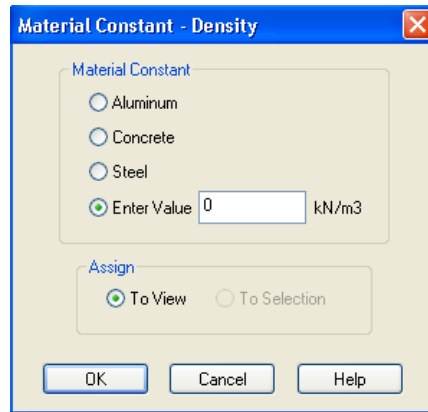 Material Constant - Density
Material Constant
Aluminum
Concrete
Steel
Enter Value 0 kN/m3
Assign
To View To Selection
OK Cancel Help